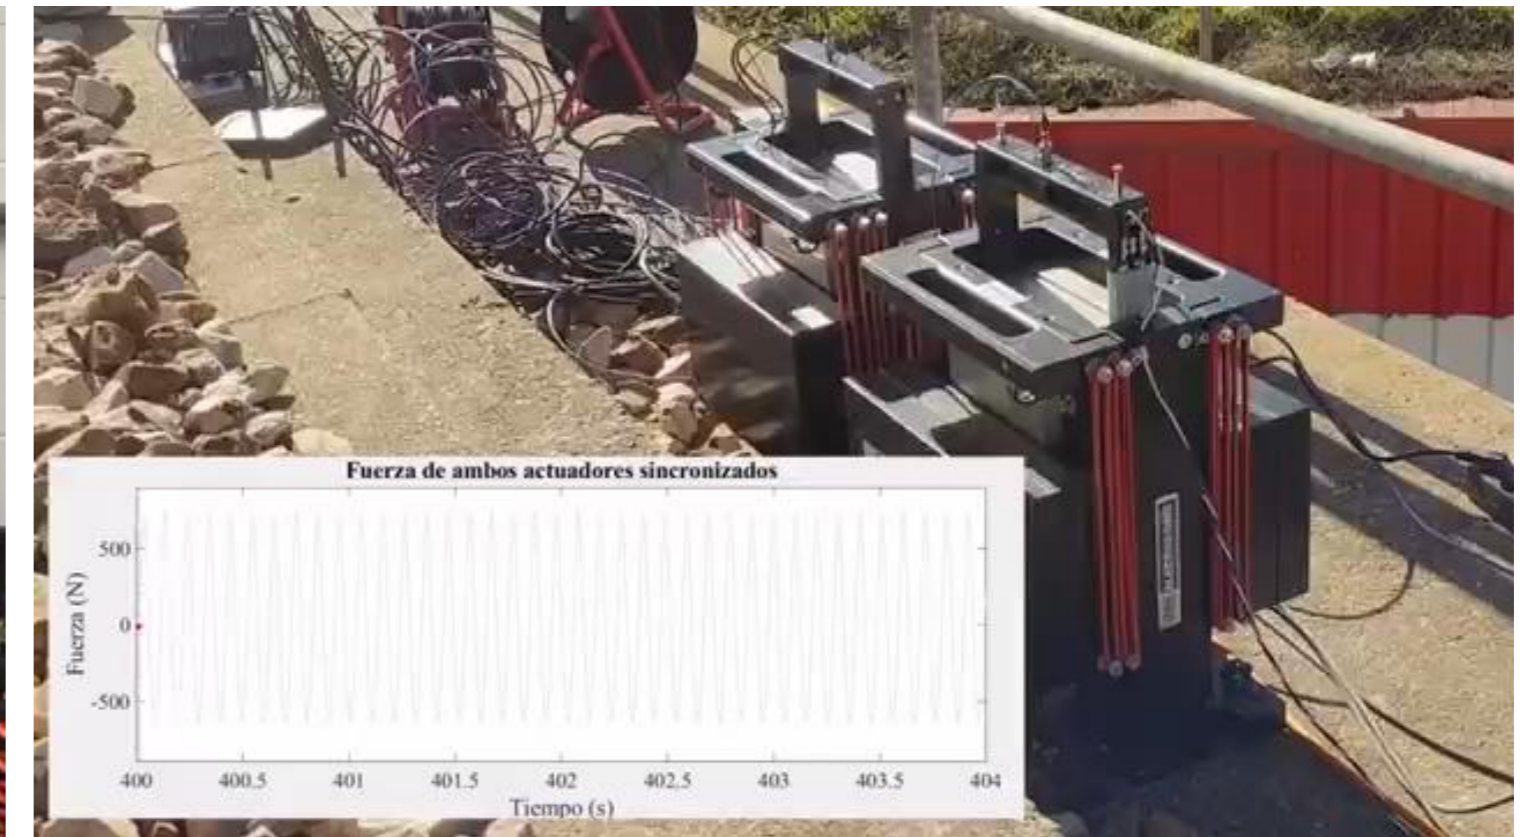 Fuerza de ambos actuadores sincronizados
Fuerza (N)
500
0
-500
400 400.5 401 401.5 402 402.5 403 403.5 404
Tiempo (s)